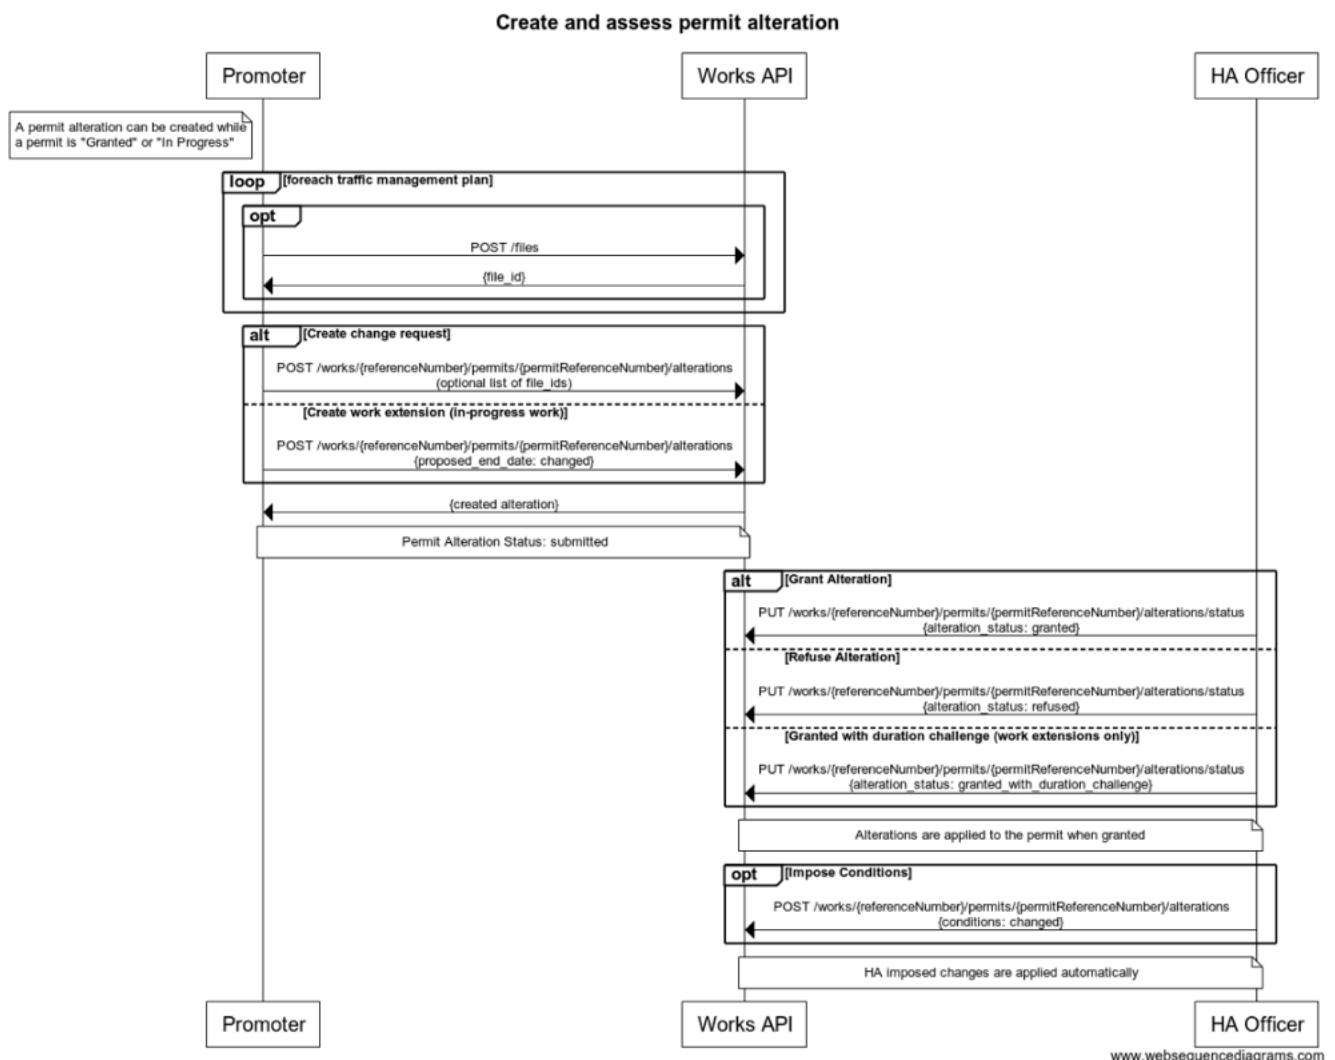 Create and assess permit alteration
Promoter
Works API
HA Officer
A permit alteration can be created while
a permit is "Granted" or "In Progress"
loop
[foreach traffic management plan]
opt
POST /files
{file_id}
alt
[Create change request]
POST /works/{referenceNumber}/permits/{permitReferenceNumber}/alterations
(optional list of file_ids)
[Create work extension (in-progress work)]
POST /works/{referenceNumber}/permits/{permitReferenceNumber}/alterations
{proposed_end_date: changed}
{created alteration}
Permit Alteration Status: submitted
alt
[Grant Alteration]
PUT /works/{referenceNumber}/permits/{permitReferenceNumber}/alterations/status
{alteration_status: granted}
[Refuse Alteration]
PUT /works/{referenceNumber}/permits/{permitReferenceNumber}/alterations/status
{alteration_status: refused}
[Granted with duration challenge (work extensions only)]
PUT /works/{referenceNumber}/permits/{permitReferenceNumber}/alterations/status
{alteration_status: granted_with_duration_challenge}
Alterations are applied to the permit when granted
opt
[Impose Conditions]
POST /works/{referenceNumber}/permits/{permitReferenceNumber}/alterations
{conditions: changed}
HA imposed changes are applied automatically
Promoter
Works API
HA Officer
www.websequencediagrams.com